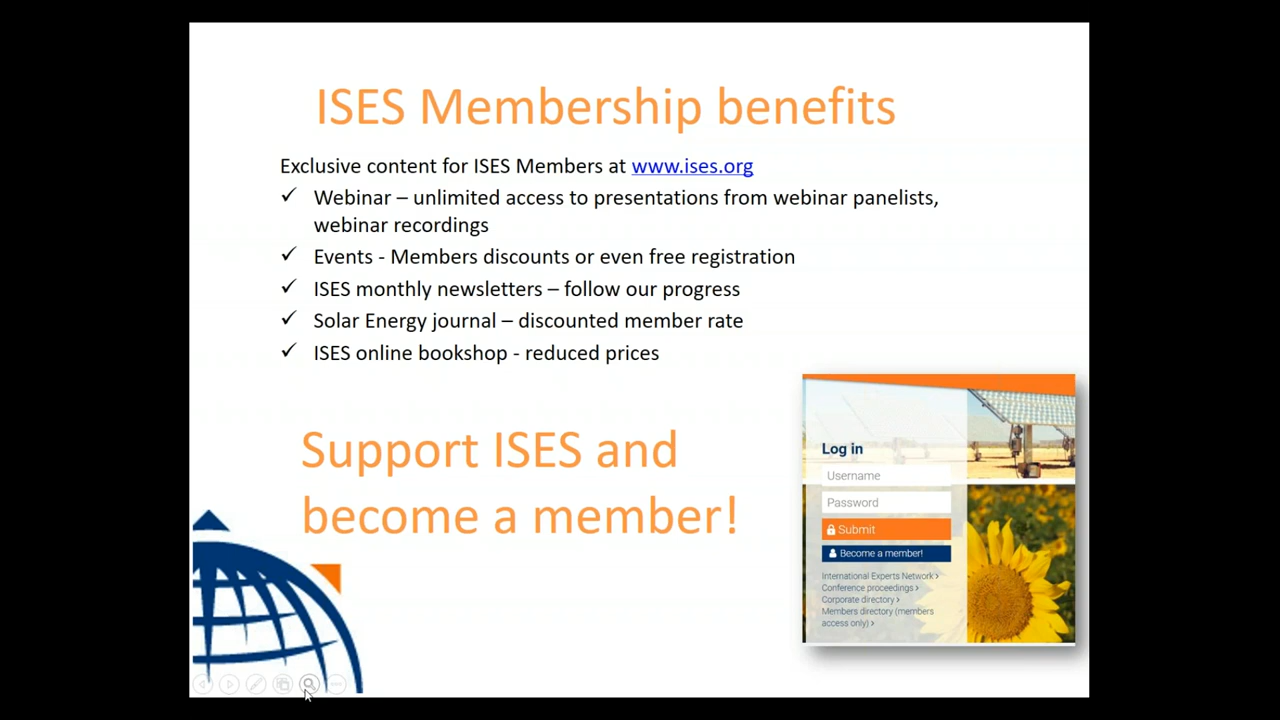 ISES Membership benefits
Exclusive content for ISES Members at www.ises.org
✓ Webinar – unlimited access to presentations from webinar panelists,
webinar recordings
✓ Events - Members discounts or even free registration
✓ ISES monthly newsletters – follow our progress
✓ Solar Energy journal – discounted member rate
✓ ISES online bookshop - reduced prices
Support ISES and
become a member!
Log in
Username
Password
Submit
Become a member!
International Experts Network >
Conference proceedings >
Corporate directory >
Members directory (members
access only) >